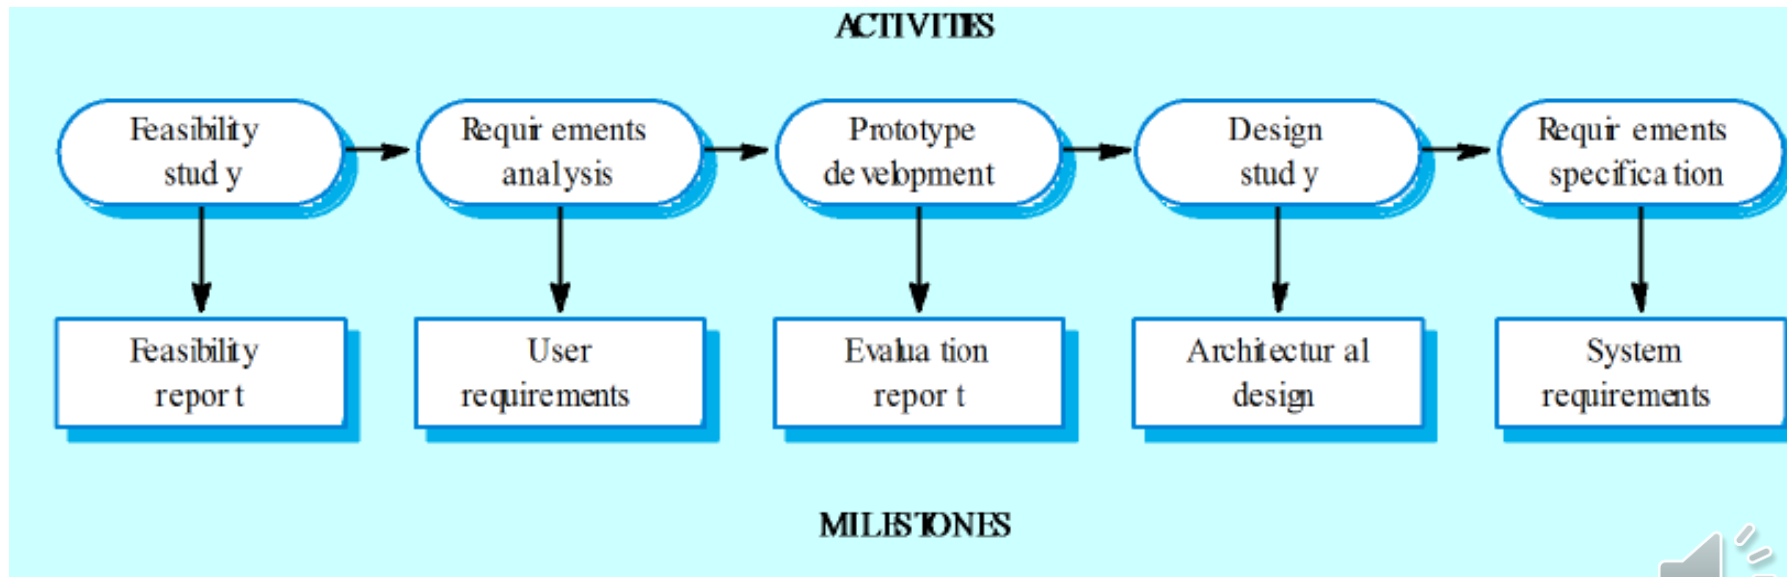 ACTIVITIES
Feasibility
study
Requirements
analysis
Prototype
development
Design
study
Requirements
specification
Feasibility
report
User
requirements
Evaluation
report
Architectural
design
System
requirements
MILESTONES